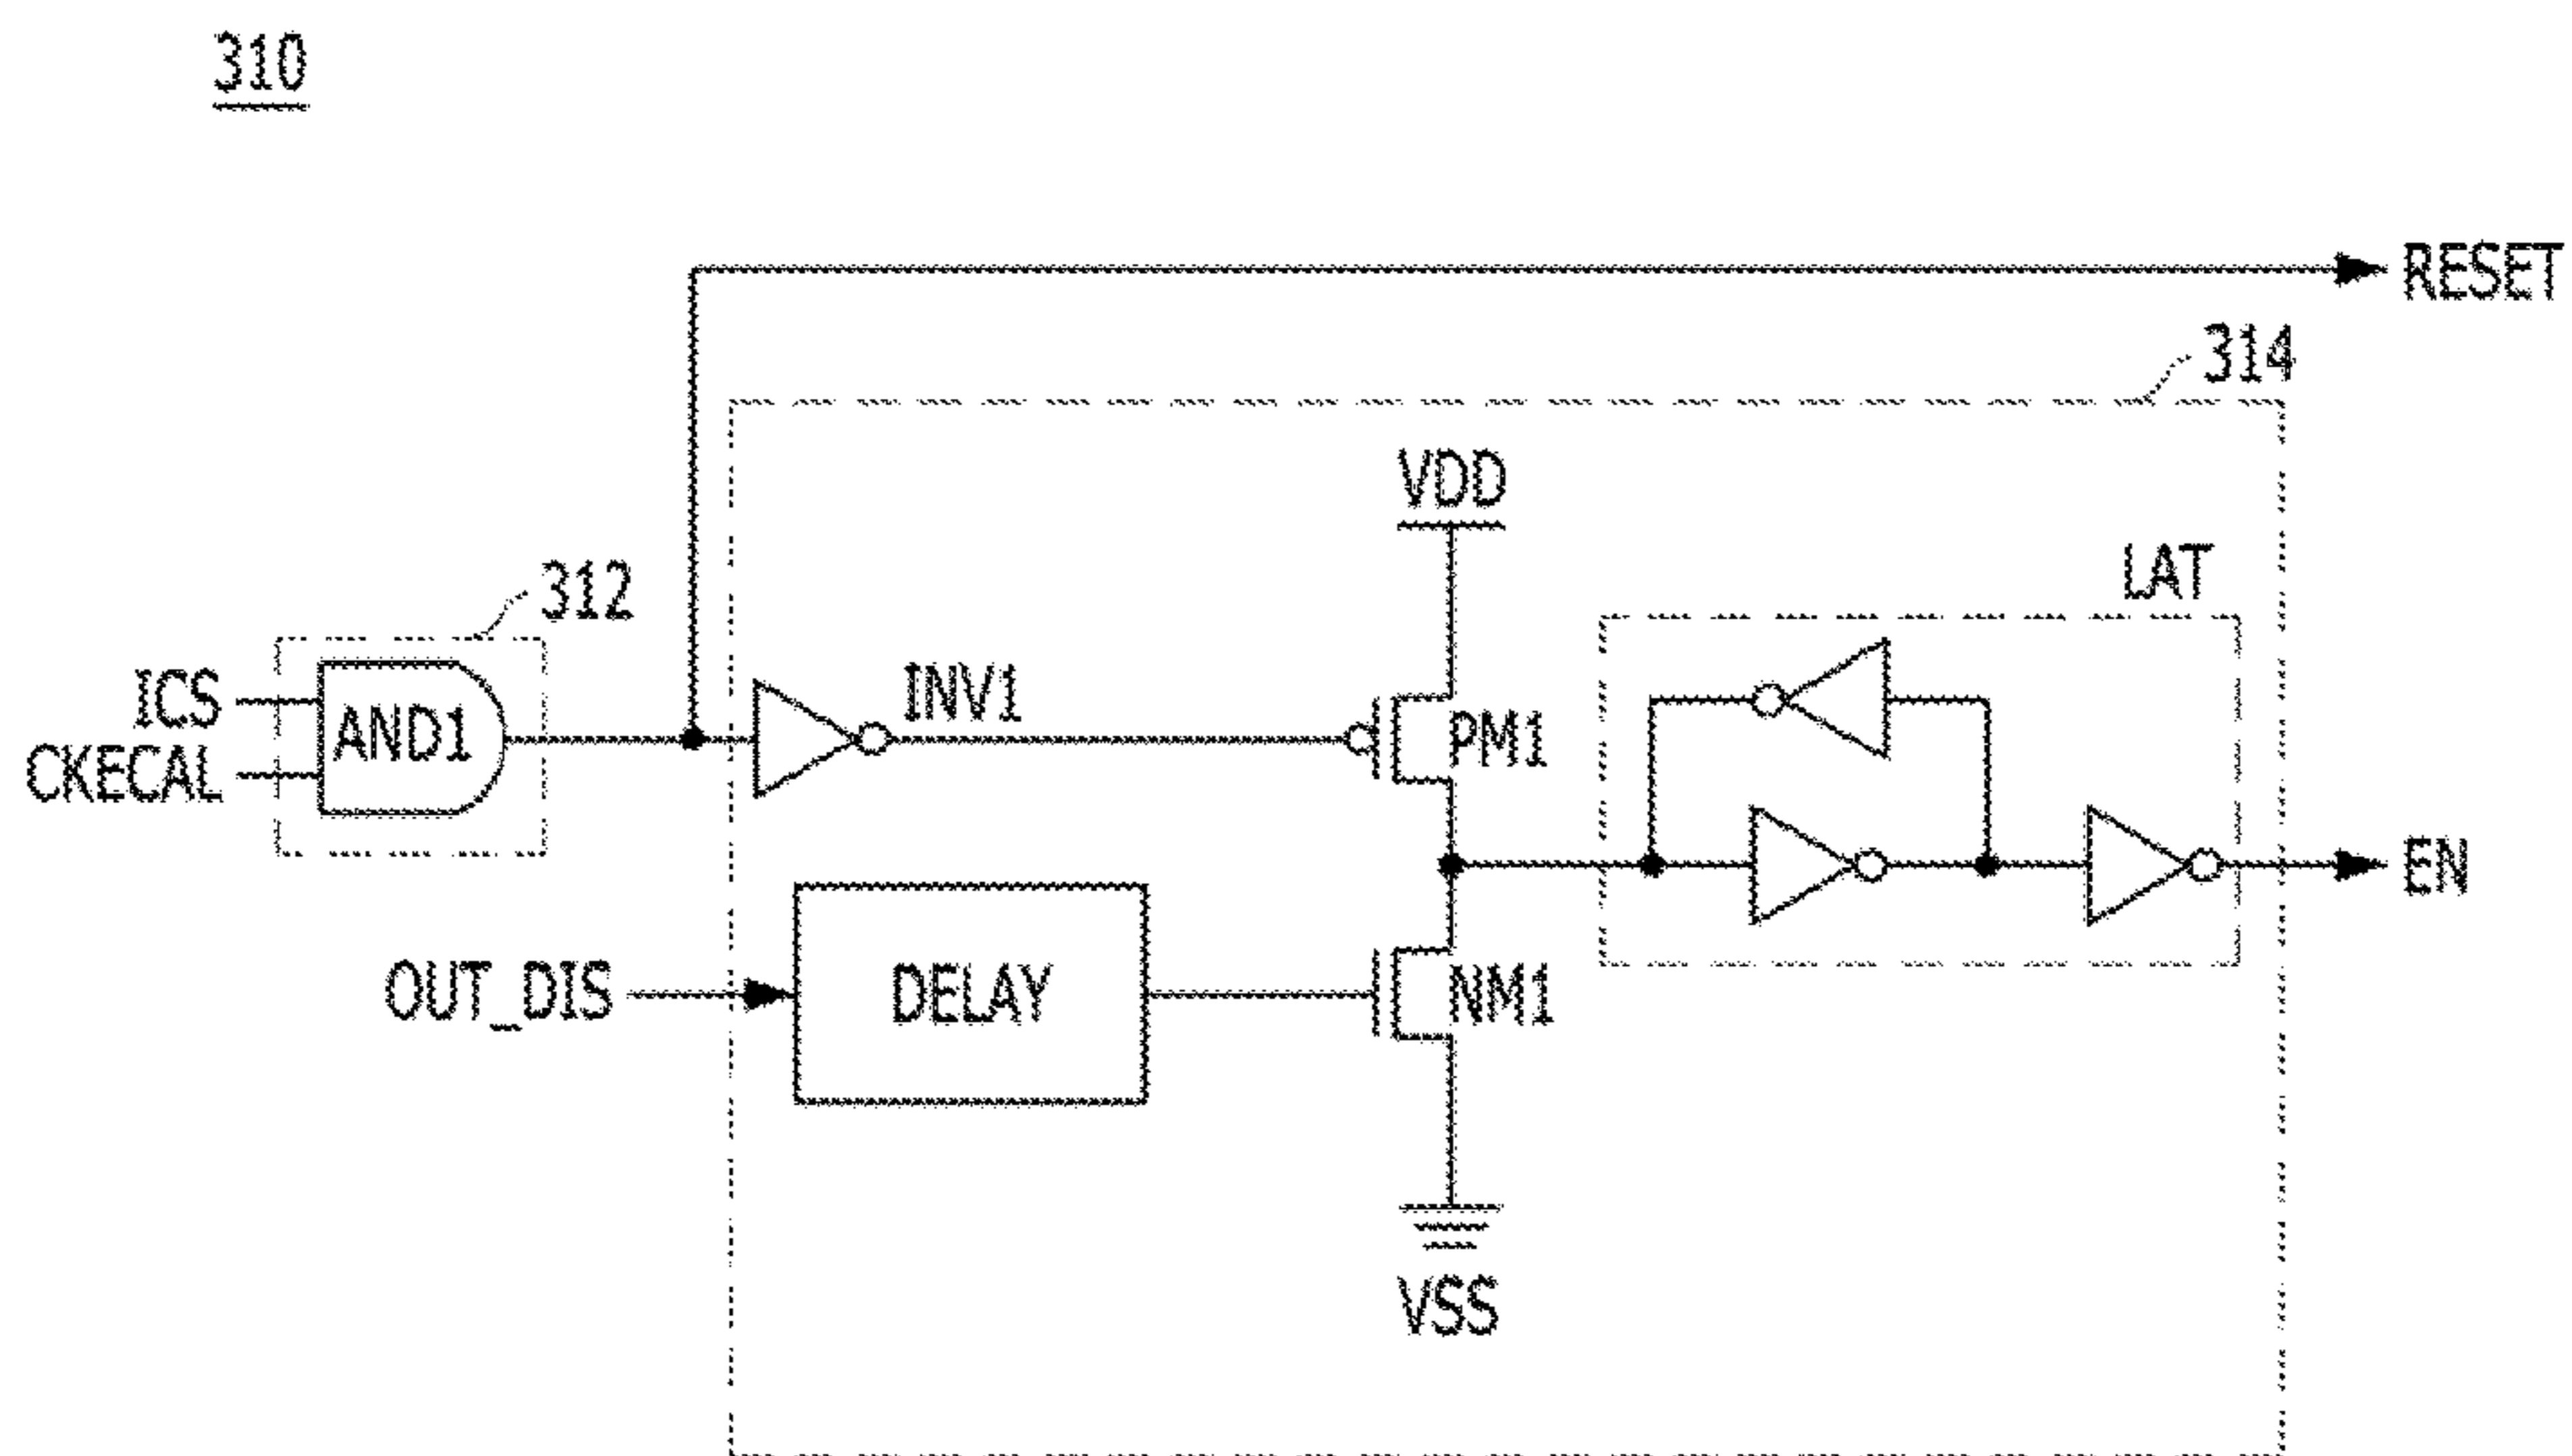 310
RESET
314
VDD
LAT
312
ICS
AND1
INV1
PM1
CKECAL
EN
OUT_DIS
DELAY
NM1
VSS